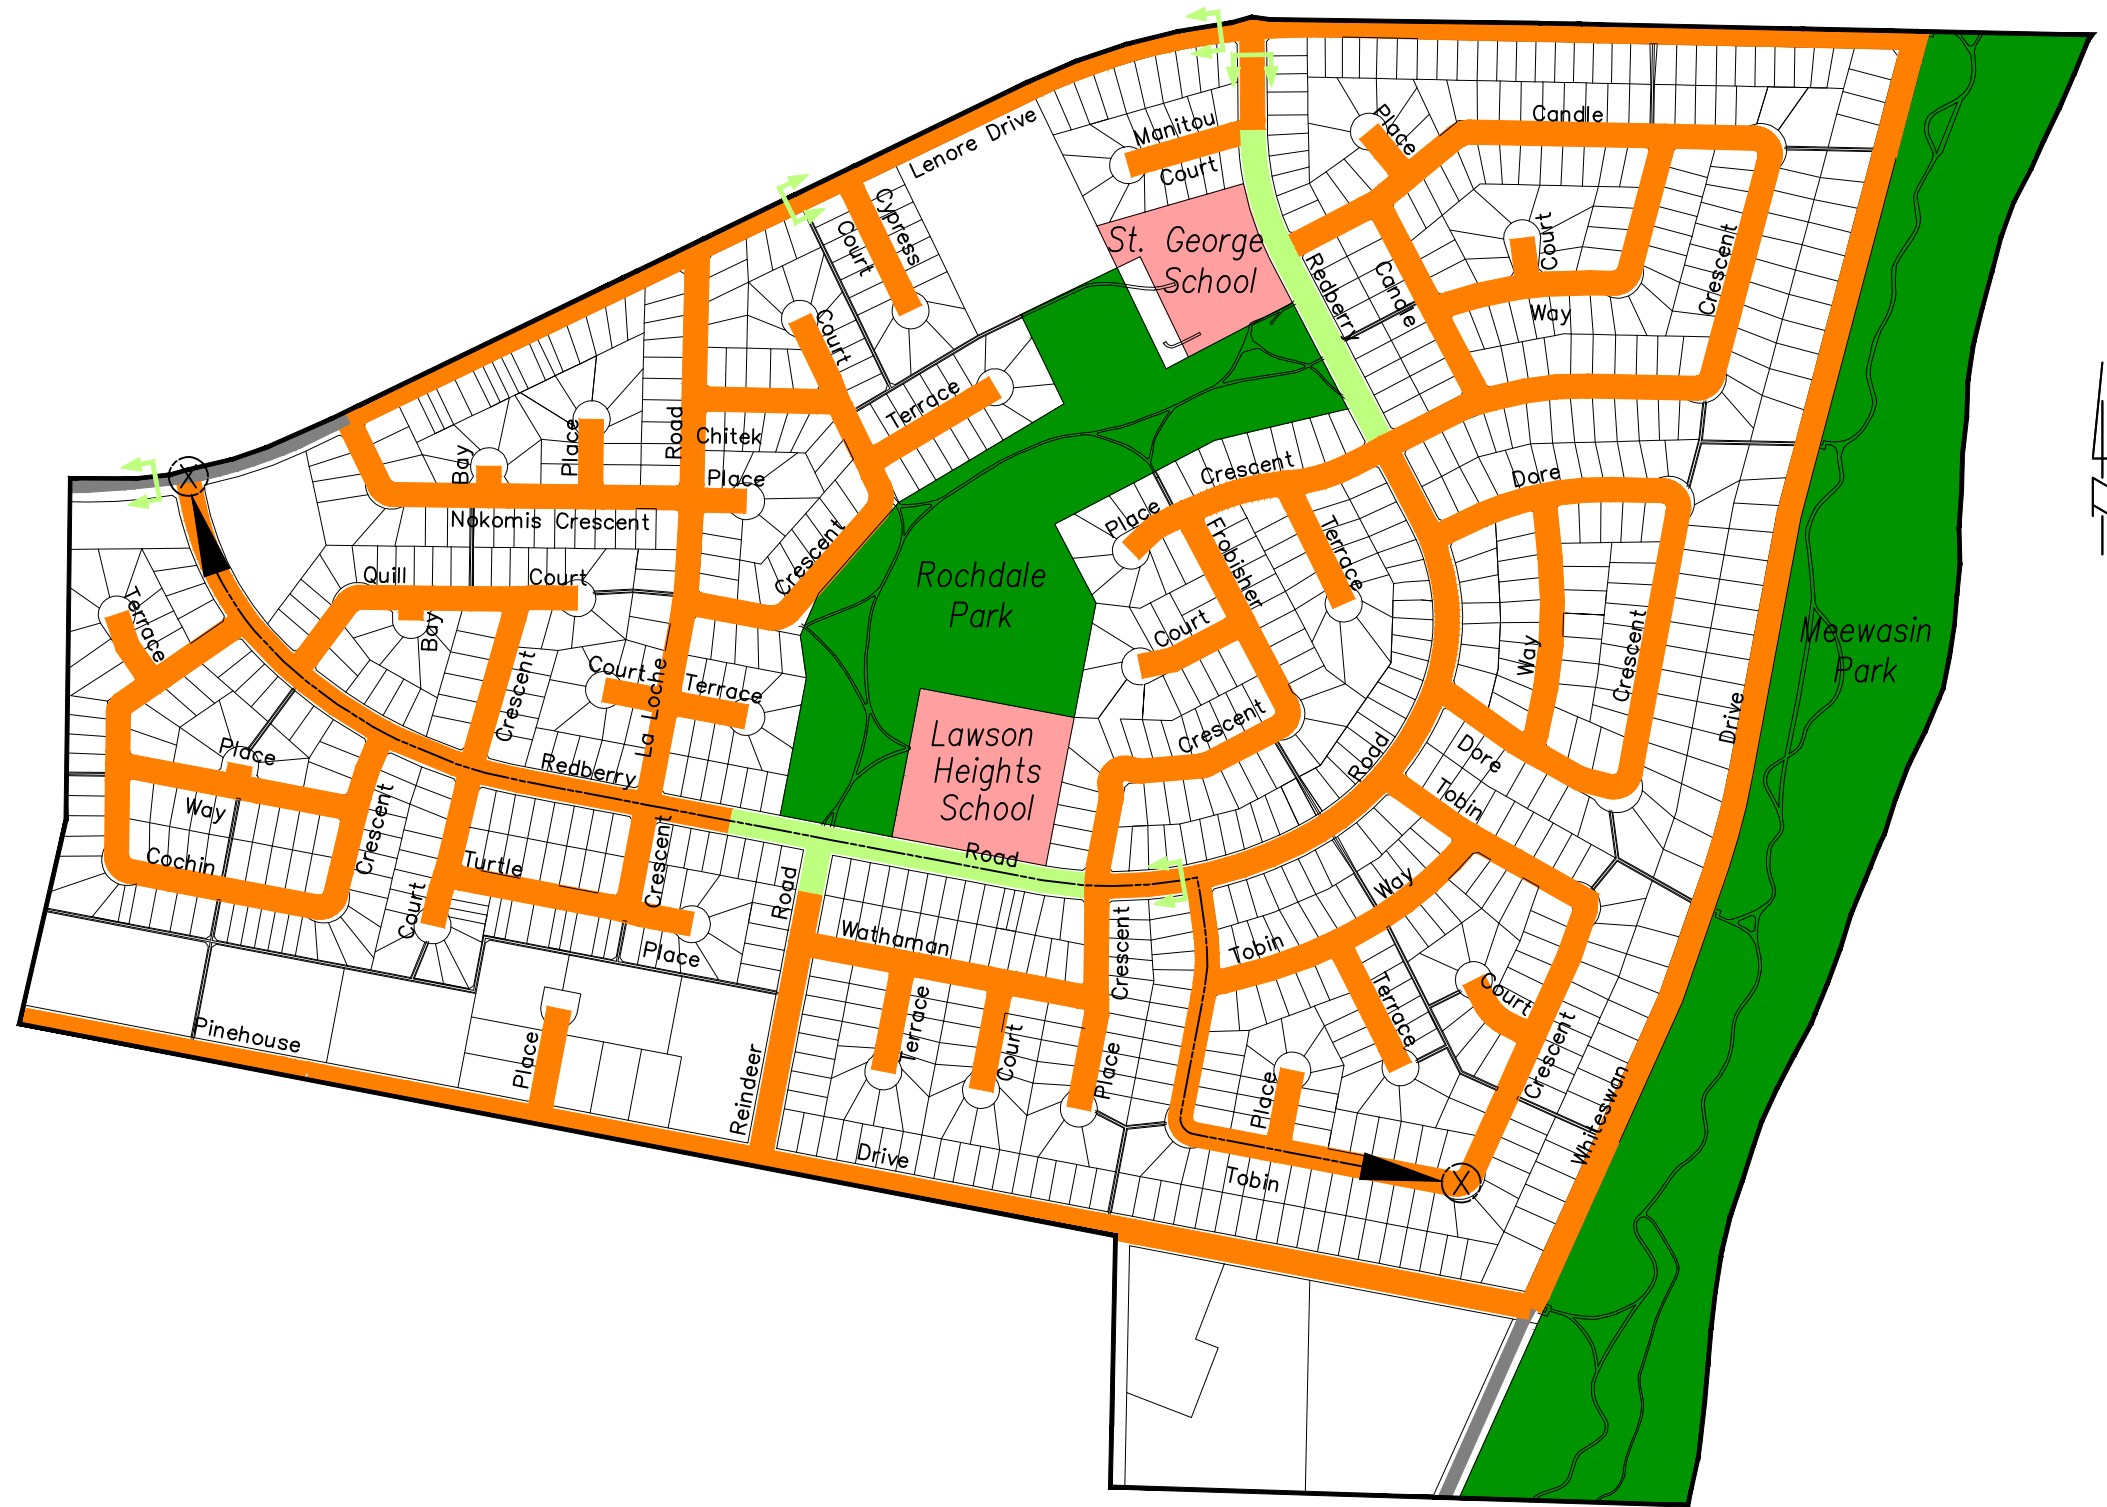 Lenore Drive
Manitou
Court
Place
Candle
Cypress
Court
St. George
School
Redberry
Candle
Court
Way
Crescent
Court
Terrace
Road
Chitek
Place
Bay
Place
Nokomis Crescent
Crescent
Crescent
Place
Frobisher
Terrace
Dore
Rochdale
Park
Meewasin
Park
Quill
Court
Bay
Terrace
Crescent
Court
La Loche
Terrace
Court
Crescent
Way
Crescent
Drive
Place
Way
Cochin
Crescent
Redberry
Lawson
Heights
School
Road
Road
Dore
Tobin
Turtle
Court
Crescent
Place
Road
Wathaman
Crescent
Way
Tobin
Terrace
Court
Crescent
Pinehouse
Place
Reindeer
Terrace
Court
Place
Place
Drive
Tobin
Whiteswan
X
X